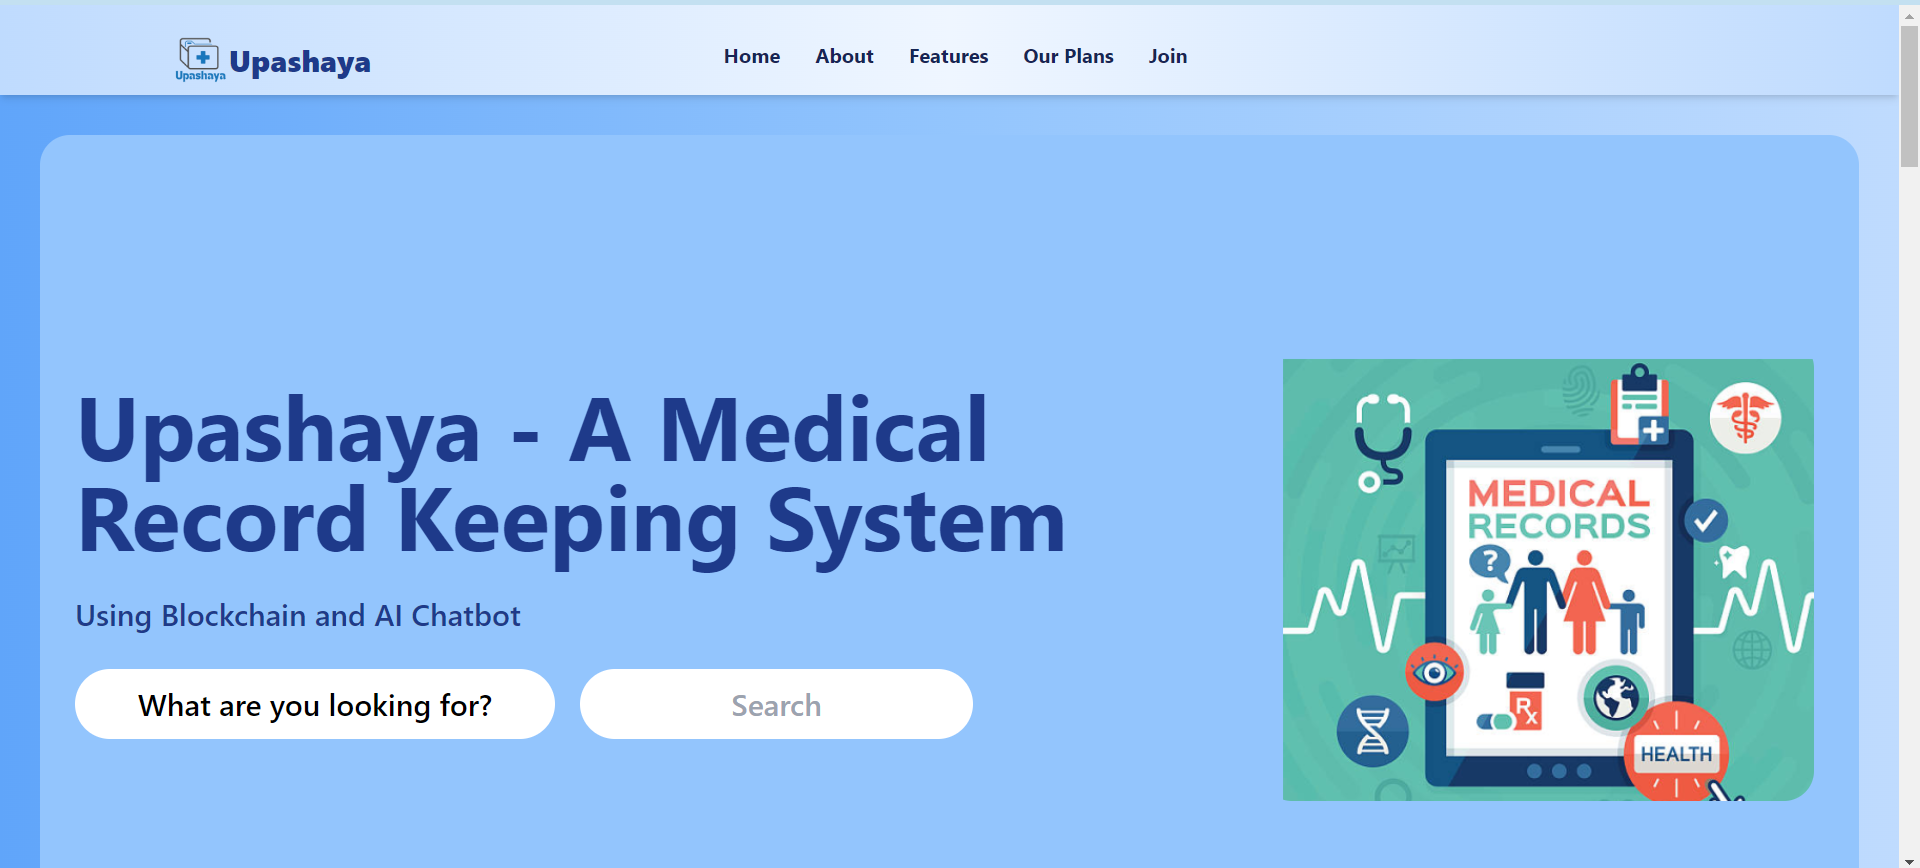 Upashaya
Upashaya
Home
About
Features
Our Plans
Join
Upashaya - A Medical
Record Keeping System
Using Blockchain and AI Chatbot
What are you looking for?
Search
MEDICAL
RECORDS
?
Rx
HEALTH